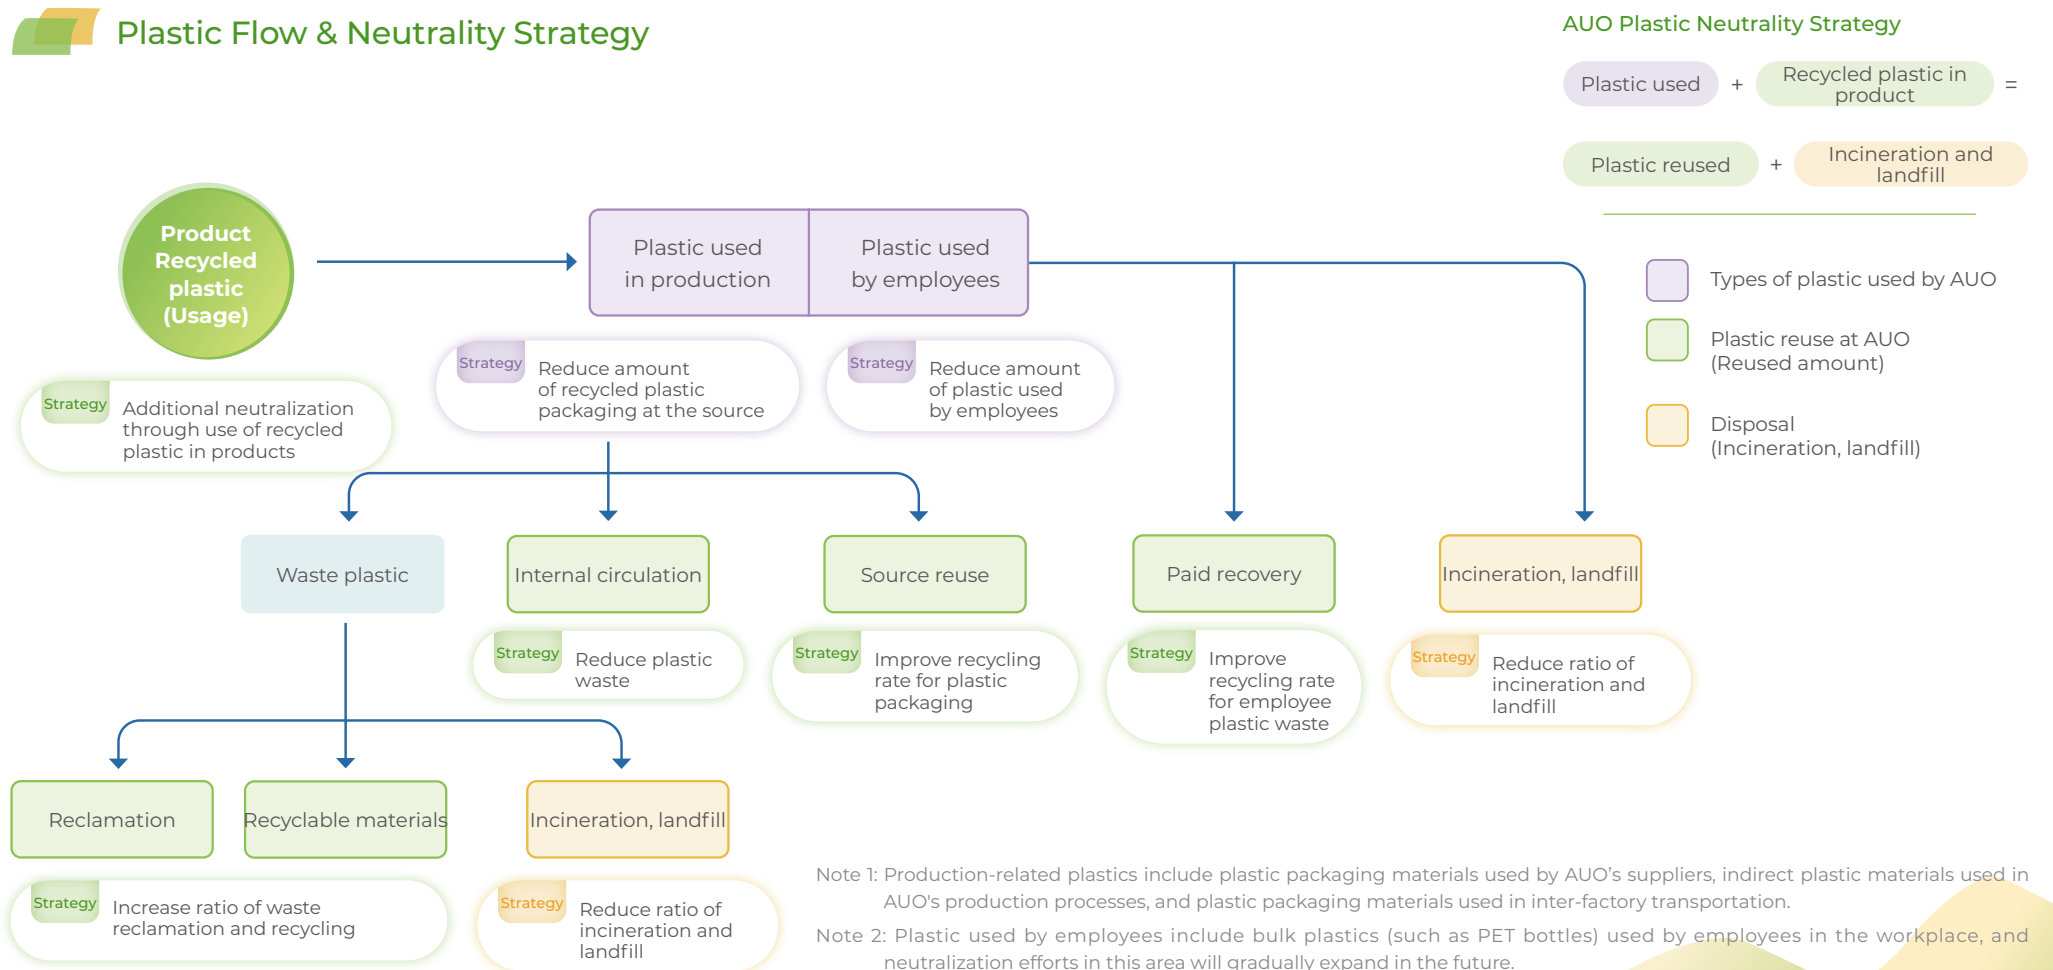 Plastic Flow & Neutrality Strategy
AUO Plastic Neutrality Strategy
Plastic used
+
Recycled plastic in
product
=
Plastic reused
+
Incineration and
landfill
Product
Recycled
plastic
(Usage)
Strategy
Additional neutralization
through use of recycled
plastic in products
Plastic used
in production
Plastic used
by employees
Strategy
Reduce amount
of recycled plastic
packaging at the source
Strategy
Reduce amount
of plastic used
by employees
Types of plastic used by AUO
Plastic reuse at AUO
(Reused amount)
Disposal
(Incineration, landfill)
Waste plastic
Internal circulation
Source reuse
Paid recovery
Incineration, landfill
Strategy
Reduce plastic
waste
Strategy
Improve recycling
rate for plastic
packaging
Strategy
Improve
recycling rate
for employee
plastic waste
Strategy
Reduce ratio of
incineration and
landfill
Reclamation
Recyclable materials
Incineration, landfill
Strategy
Increase ratio of waste
reclamation and recycling
Strategy
Reduce ratio of
incineration and
landfill
Note 1: Production-related plastics include plastic packaging materials used by AUO’s suppliers, indirect plastic materials used in
AUO's production processes, and plastic packaging materials used in inter-factory transportation.
Note 2: Plastic used by employees include bulk plastics (such as PET bottles) used by employees in the workplace, and
neutralization efforts in this area will gradually expand in the future.